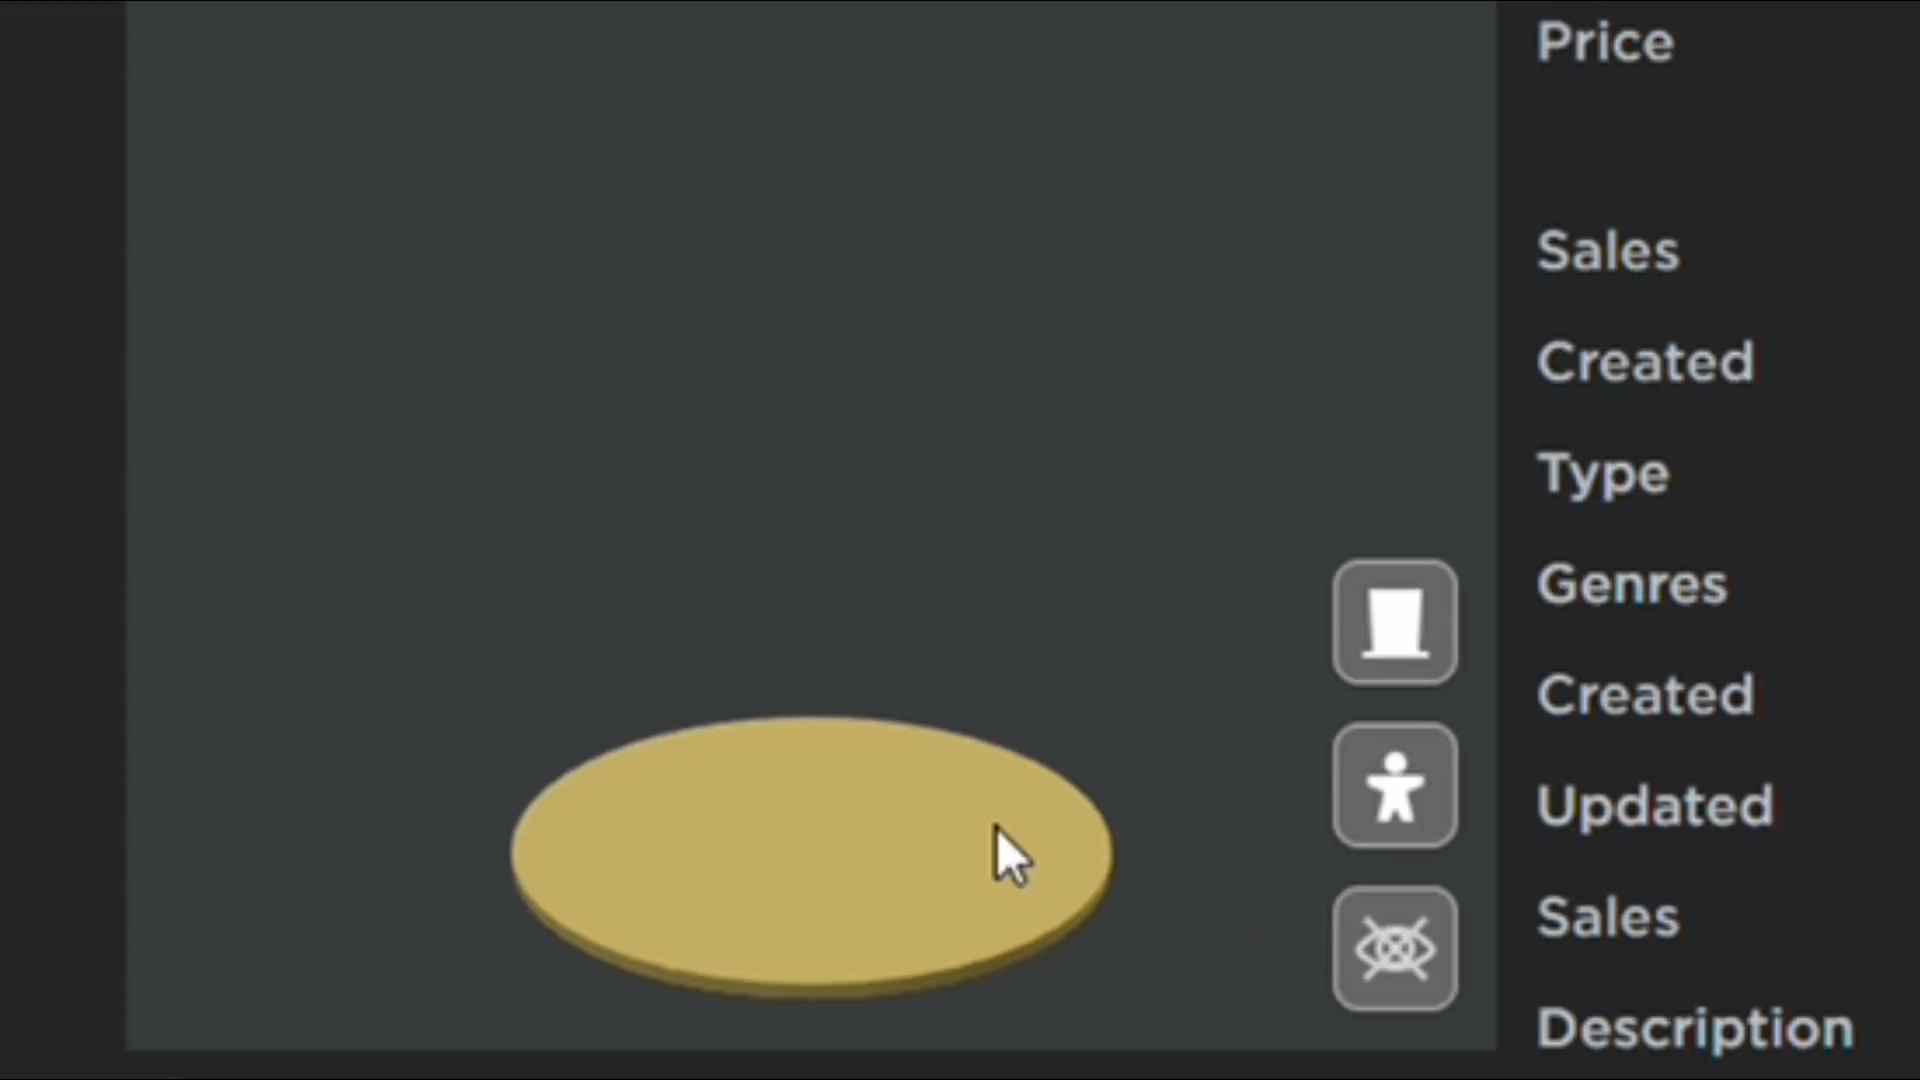 Price
Sales
Created
Type
Genres
Created
Updated
Sales
Description